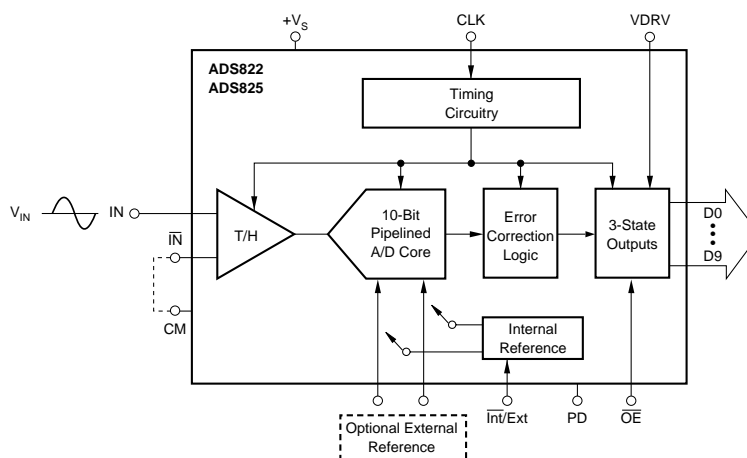 +VS
CLK
VDRV
ADS822
ADS825
Timing
Circuitry
VIN
IN
IN
CM
T/H
10-Bit
Pipelined
A/D Core
Error
Correction
Logic
3-State
Outputs
D0
D9
Internal
Reference
Optional External
Reference
Int/Ext
PD
OE